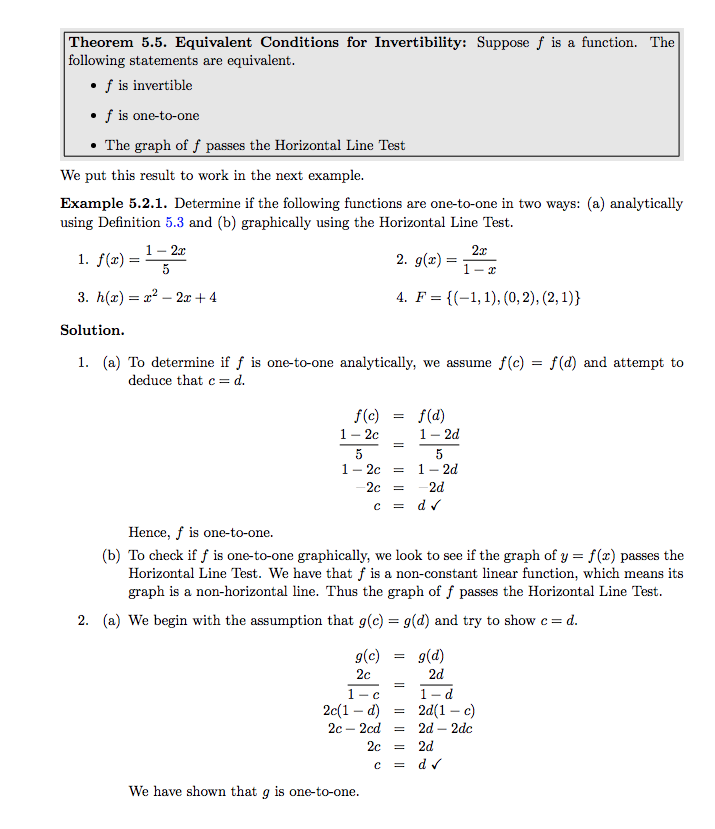 Theorem 5.5. Equivalent Conditions for Invertibility: Suppose f is a function. The
following statements are equivalent.
• f is invertible
• f is one-to-one
• The graph of f passes the Horizontal Line Test
We put this result to work in the next example.
Example 5.2.1. Determine if the following functions are one-to-one in two ways: (a) analytically
using Definition 5.3 and (b) graphically using the Horizontal Line Test.
1. f(x) = (1 − 2x)/5
2. g(x) = 2x/(1 − x)
3. h(x) = x² − 2x + 4
4. F = {(−1, 1), (0, 2), (2, 1)}
Solution.
1. (a) To determine if f is one-to-one analytically, we assume f(c) = f(d) and attempt to
deduce that c = d.
f(c) = f(d)
(1 − 2c)/5 = (1 − 2d)/5
1 − 2c = 1 − 2d
−2c = −2d
c = d ✓
Hence, f is one-to-one.
(b) To check if f is one-to-one graphically, we look to see if the graph of y = f(x) passes the
Horizontal Line Test. We have that f is a non-constant linear function, which means its
graph is a non-horizontal line. Thus the graph of f passes the Horizontal Line Test.
2. (a) We begin with the assumption that g(c) = g(d) and try to show c = d.
g(c) = g(d)
2c/(1 − c) = 2d/(1 − d)
2c(1 − d) = 2d(1 − c)
2c − 2cd = 2d − 2dc
2c = 2d
c = d ✓
We have shown that g is one-to-one.